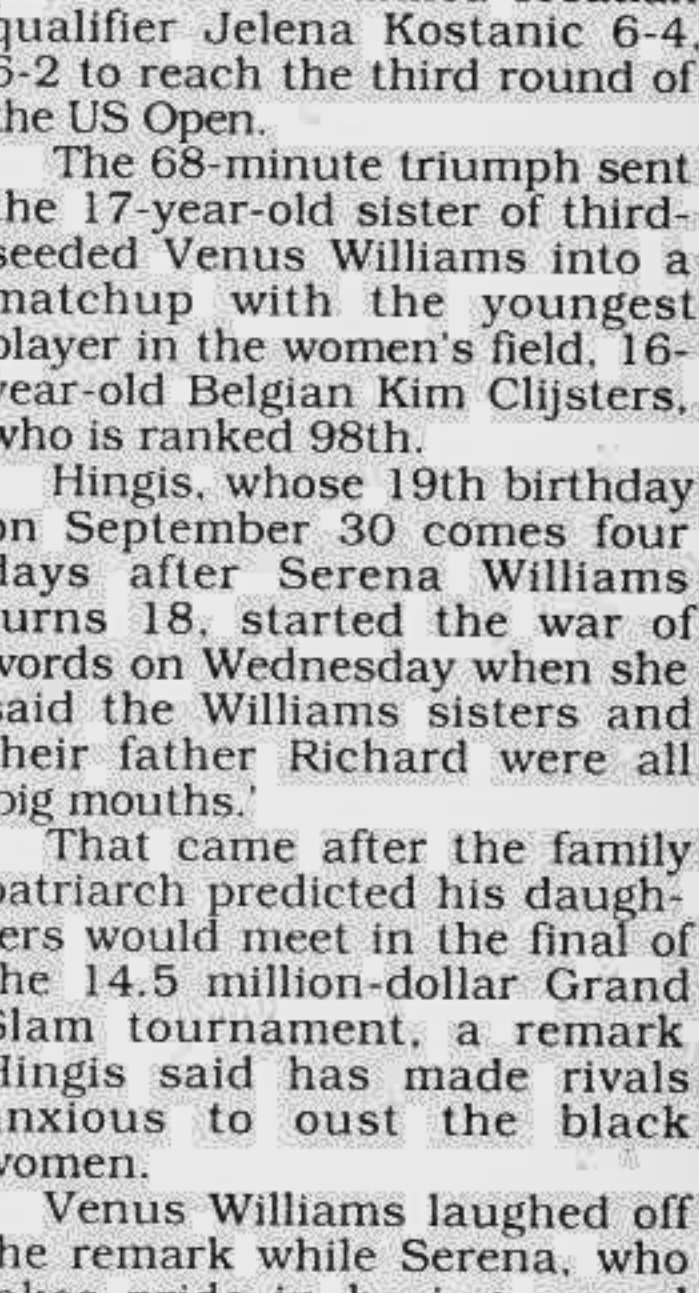 qualifier Jelena Kostanic 6-4,
6-2 to reach the third round of
the US Open.
The 68-minute triumph sent
the 17-year-old sister of third-
seeded Venus Williams into a
matchup with the youngest
player in the women's field, 16-
year-old Belgian Kim Clijsters,
who is ranked 98th.
Hingis, whose 19th birthday
on September 30 comes four
days after Serena Williams
turns 18, started the war of
words on Wednesday when she
said the Williams sisters and
their father Richard were all
big mouths.'
That came after the family
patriarch predicted his daugh-
ters would meet in the final of
the 14.5 million-dollar Grand
Slam tournament, a remark
Hingis said has made rivals
anxious to oust the black
women.
Venus Williams laughed off
the remark while Serena, who